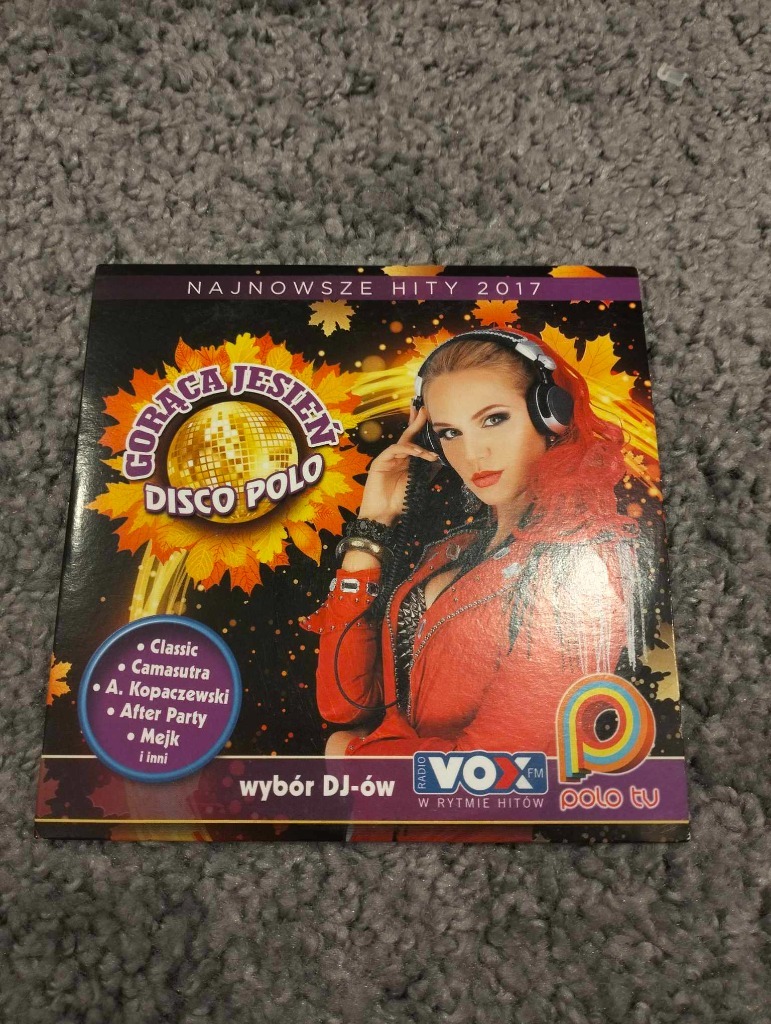 NAJNOWSZE HITY 2017
GORĄCA JESIEŃ
DISCO POLO
• Classic
• Camasutra
• A. Kopaczewski
• After Party
• Mejk
i inni
wybór DJ-ów
RADIO VOX FM
W RYTMIE HITÓW
polo tv